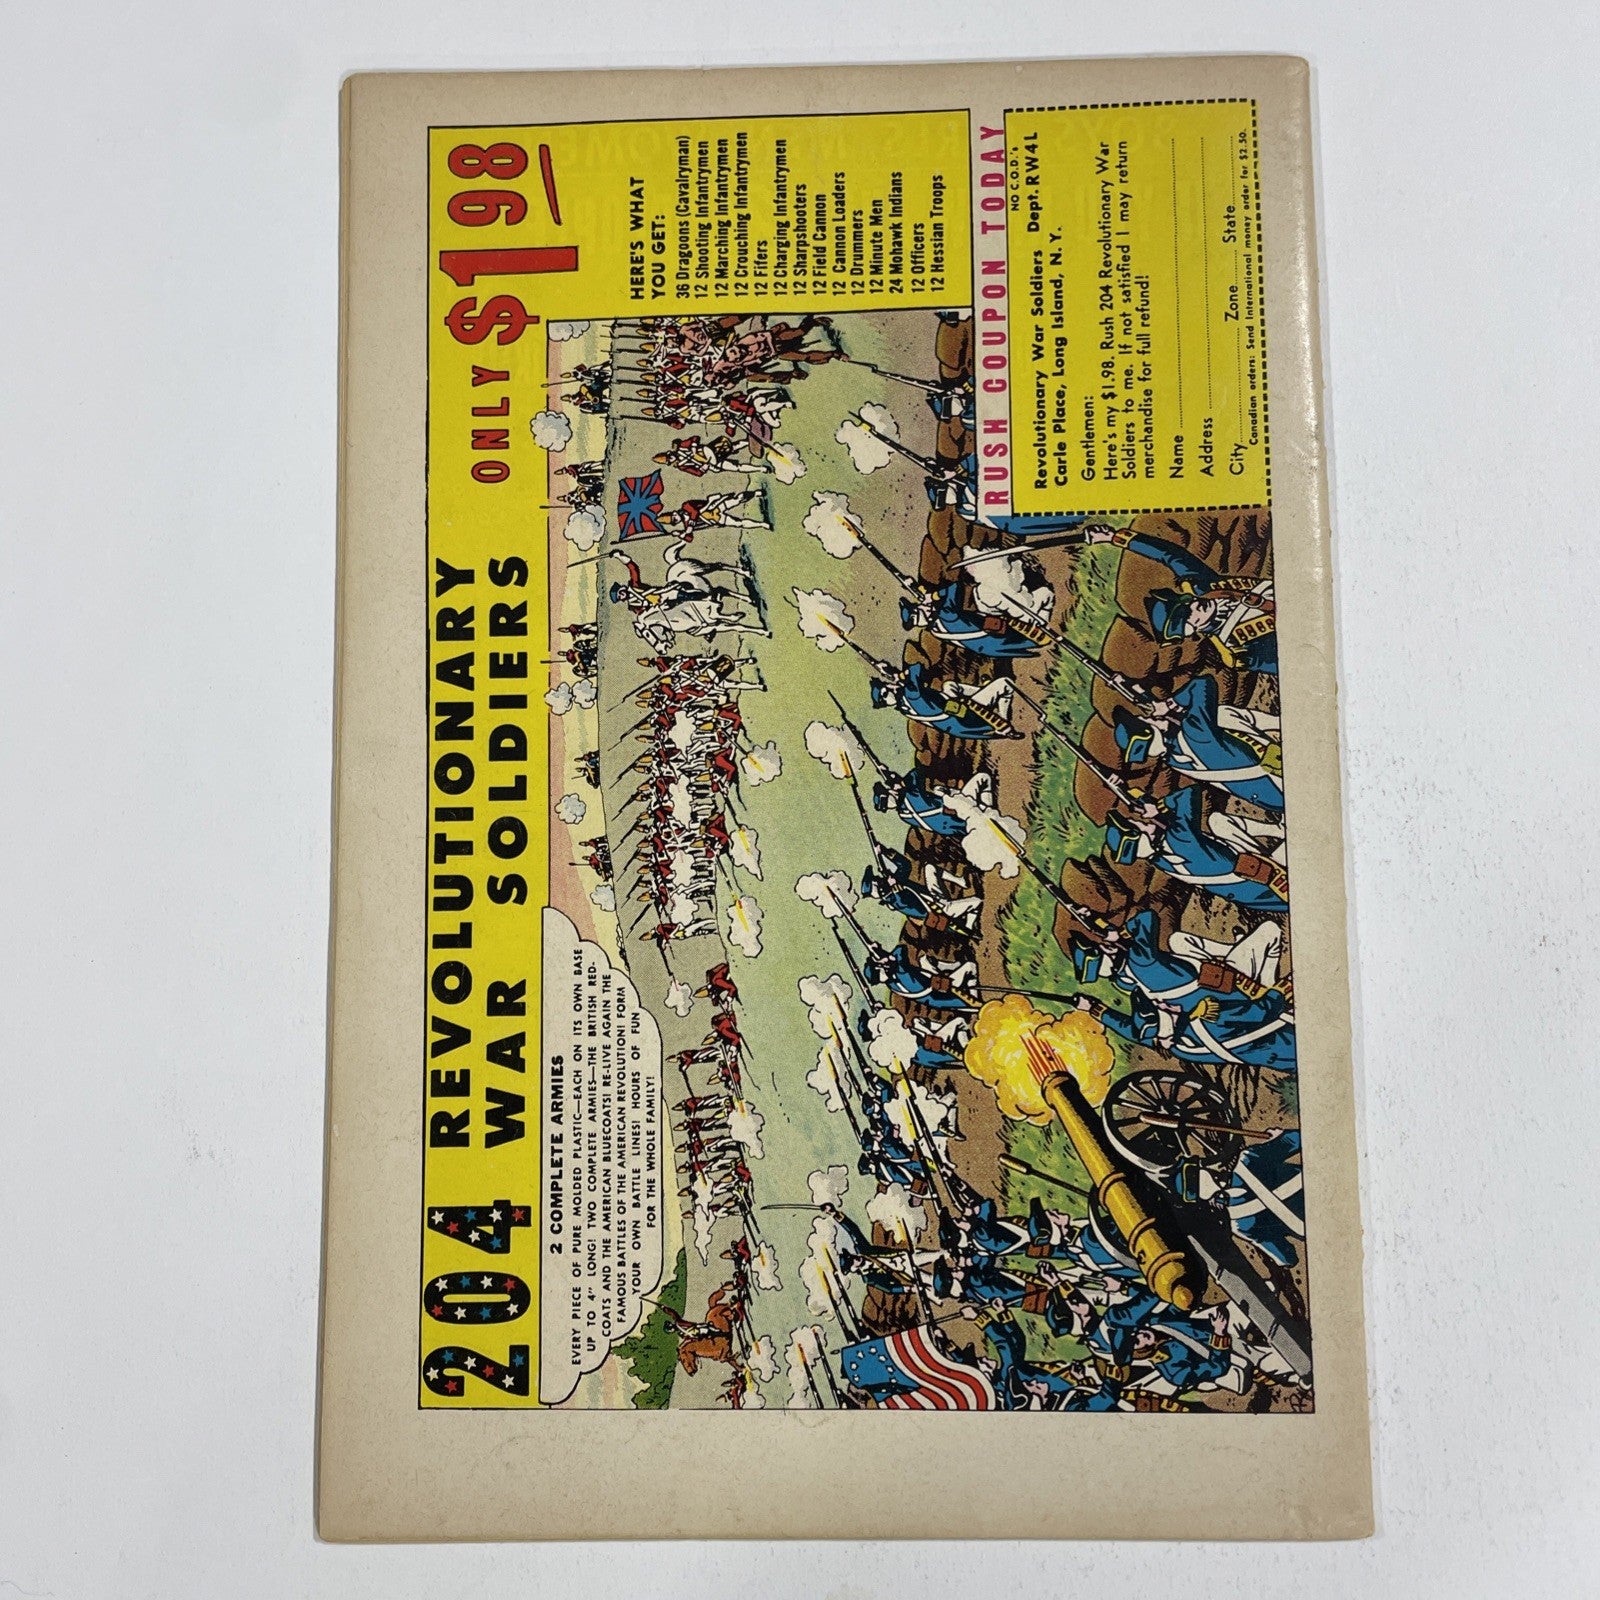 204 REVOLUTIONARY
WAR SOLDIERS
ONLY $1.98
2 COMPLETE ARMIES
EVERY PIECE OF PURE MOLDED PLASTIC—EACH ON ITS OWN BASE
UP TO 4" LONG! TWO COMPLETE ARMIES—THE BRITISH RED-
COATS AND THE AMERICAN BLUECOATS! RE-LIVE AGAIN THE
FAMOUS BATTLES OF THE AMERICAN REVOLUTION! FORM
YOUR OWN BATTLE LINES! HOURS OF FUN
FOR THE WHOLE FAMILY!
HERE'S WHAT
YOU GET:
36 Dragoons (Cavalryman)
12 Shooting Infantrymen
12 Marching Infantrymen
12 Crouching Infantrymen
12 Fifers
12 Charging Infantrymen
12 Sharpshooters
12 Field Cannon
12 Cannon Loaders
12 Drummers
12 Minute Men
24 Mohawk Indians
12 Officers
12 Hessian Troops
RUSH COUPON TODAY
NO C.O.D.'s
Revolutionary War Soldiers Dept. RW4L
Carle Place, Long Island, N. Y.
Gentlemen:
Here's my $1.98. Rush 204 Revolutionary War
Soldiers to me. If not satisfied I may return
merchandise for full refund!
Name
Address
City Zone State
Canadian orders: Send International money order for $2.50.